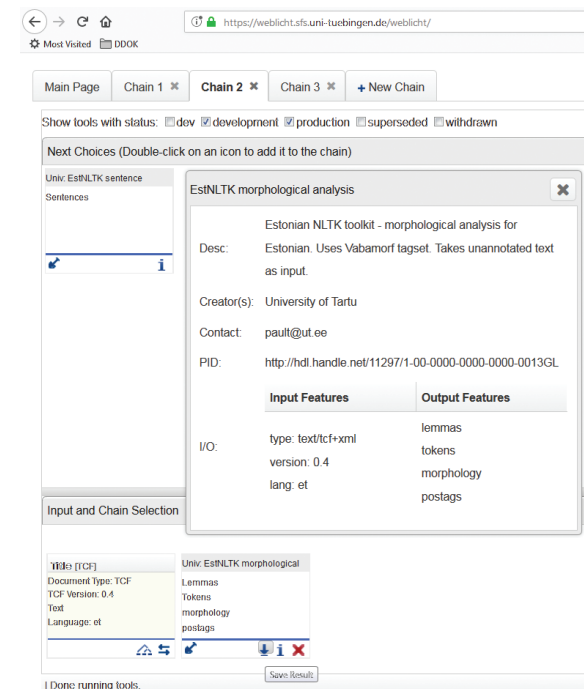 https://weblicht.sfs.uni-tuebingen.de/weblicht/
Most Visited DDOK
Main Page Chain 1 Chain 2 Chain 3 + New Chain
Show tools with status: dev development production superseded withdrawn
Next Choices (Double-click on an icon to add it to the chain)
Univ: EstNLTK sentence
Sentences
EstNLTK morphological analysis
Desc: Estonian NLTK toolkit - morphological analysis for
Estonian. Uses Vabamorf tagset. Takes unannotated text
as input.
Creator(s): University of Tartu
Contact: pault@ut.ee
PID: http://hdl.handle.net/11297/1-00-0000-0000-0000-0013GL
I/O:
Input Features
type: text/tcf+xml
version: 0.4
lang: et
Output Features
lemmas
tokens
morphology
postags
Input and Chain Selection
[TCF]
Document Type: TCF
TCF Version: 0.4
Text
Language: et
Univ: EstNLTK morphological
Lemmas
Tokens
morphology
postags
Save Result
| Done running tools.